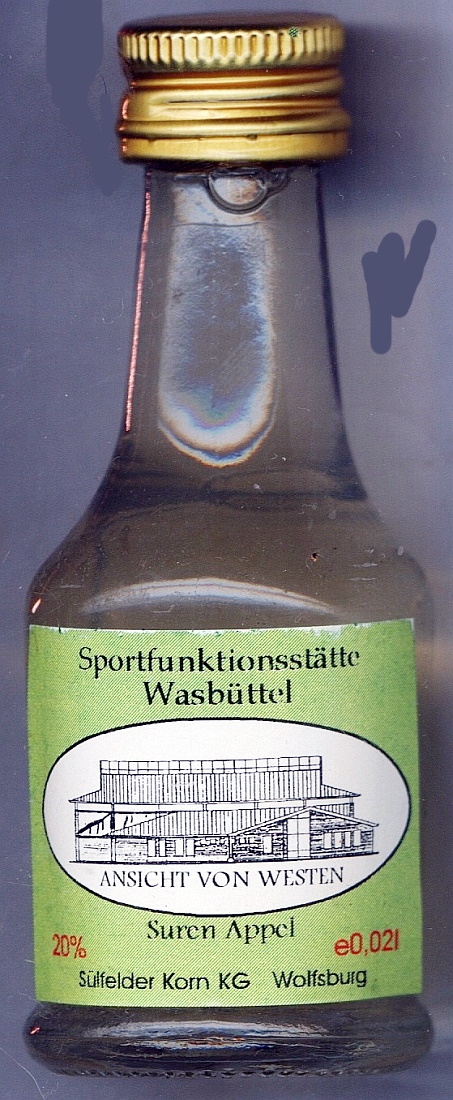 Sportfunktionsstätte
Wasbüttel
ANSICHT VON WESTEN
Suren Appel
20%
e0,02l
Sülfelder Korn KG Wolfsburg